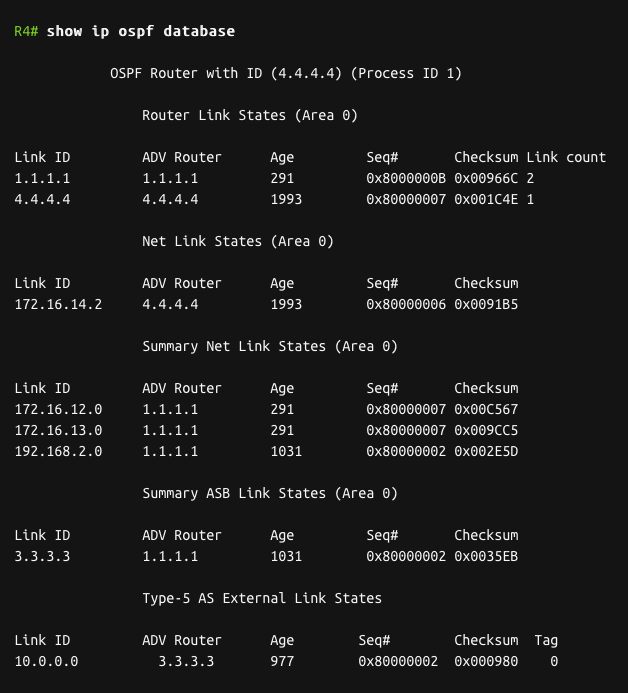 R4# show ip ospf database
OSPF Router with ID (4.4.4.4) (Process ID 1)
Router Link States (Area 0)
Link ID ADV Router Age Seq# Checksum Link count
1.1.1.1 1.1.1.1 291 0x8000000B 0x00966C 2
4.4.4.4 4.4.4.4 1993 0x80000007 0x001C4E 1
Net Link States (Area 0)
Link ID ADV Router Age Seq# Checksum
172.16.14.2 4.4.4.4 1993 0x80000006 0x0091B5
Summary Net Link States (Area 0)
Link ID ADV Router Age Seq# Checksum
172.16.12.0 1.1.1.1 291 0x80000007 0x00C567
172.16.13.0 1.1.1.1 291 0x80000007 0x009CC5
192.168.2.0 1.1.1.1 1031 0x80000002 0x002E5D
Summary ASB Link States (Area 0)
Link ID ADV Router Age Seq# Checksum
3.3.3.3 1.1.1.1 1031 0x80000002 0x0035EB
Type-5 AS External Link States
Link ID ADV Router Age Seq# Checksum Tag
10.0.0.0 3.3.3.3 977 0x80000002 0x000980 0